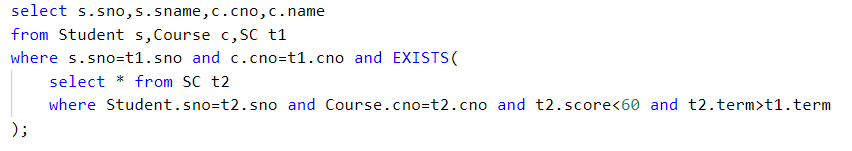 select s.sno,s.sname,c.cno,c.name
from Student s,Course c,SC t1
where s.sno=t1.sno and c.cno=t1.cno and EXISTS(
    select * from SC t2
    where Student.sno=t2.sno and Course.cno=t2.cno and t2.score<60 and t2.term>t1.term
);